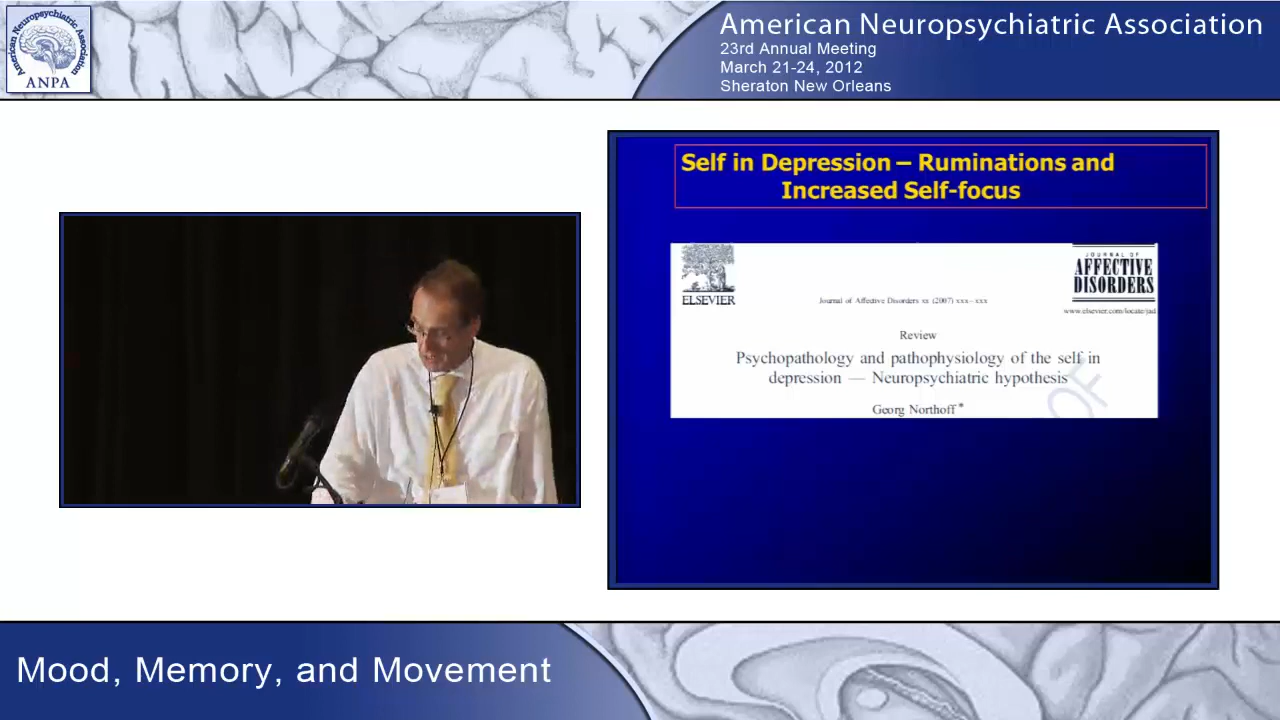 American Neuropsychiatric Association
ANPA
American Neuropsychiatric Association
23rd Annual Meeting
March 21-24, 2012
Sheraton New Orleans
Self in Depression – Ruminations and
Increased Self-focus
ELSEVIER
JOURNAL OF
AFFECTIVE
DISORDERS
Journal of Affective Disorders xx (2007) xxx–xxx
www.elsevier.com/locate/jad
Review
Psychopathology and pathophysiology of the self in
depression — Neuropsychiatric hypothesis
Georg Northoff *
OF
Mood, Memory, and Movement